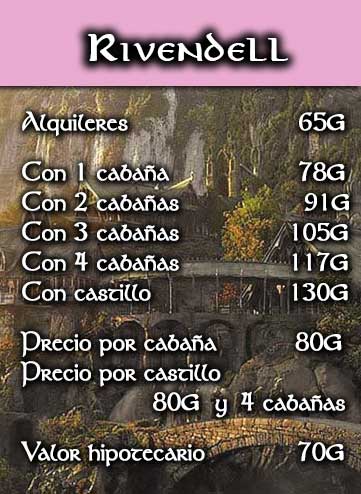 Rivendell
Alquileres 65G
Con 1 cabaña 78G
Con 2 cabañas 91G
Con 3 cabañas 105G
Con 4 cabañas 117G
Con castillo 130G
Precio por cabaña 80G
Precio por castillo
80G y 4 cabañas
Valor hipotecario 70G